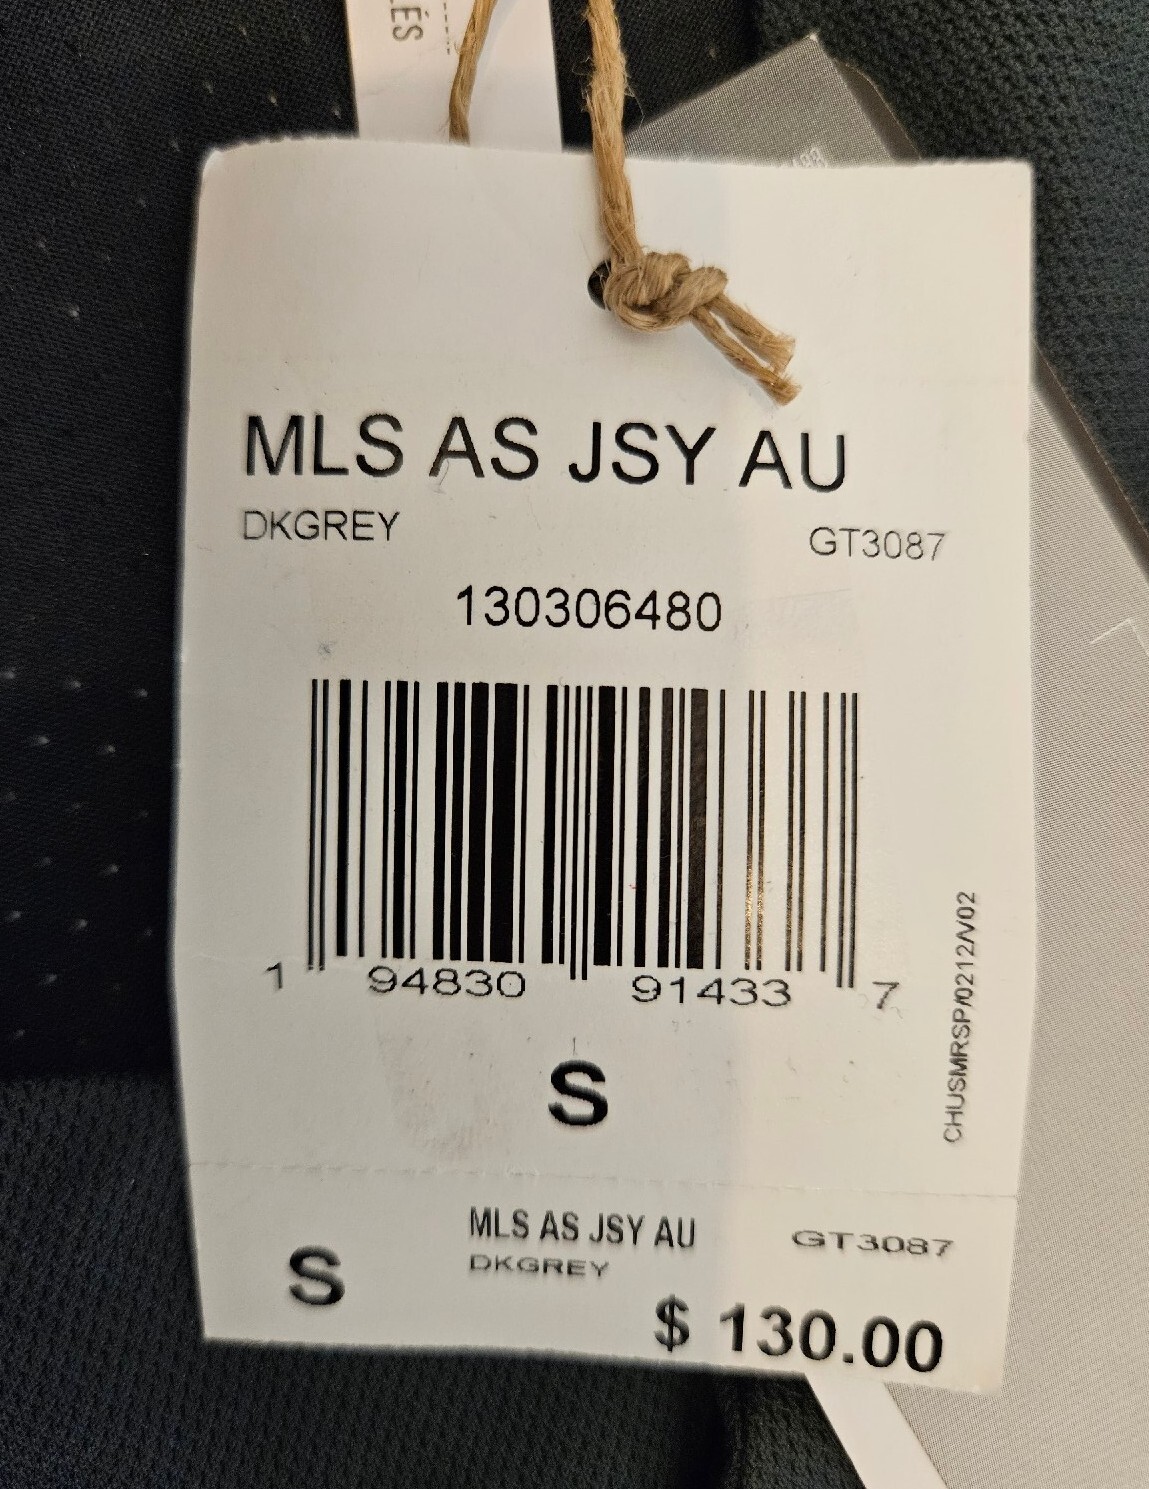 LÉS
MLS AS JSY AU
DKGREY GT3087
130306480
1 94830 91433 7
S
CHUSMRSP/0212/V02
MLS AS JSY AU GT3087
DKGREY
S
$ 130.00